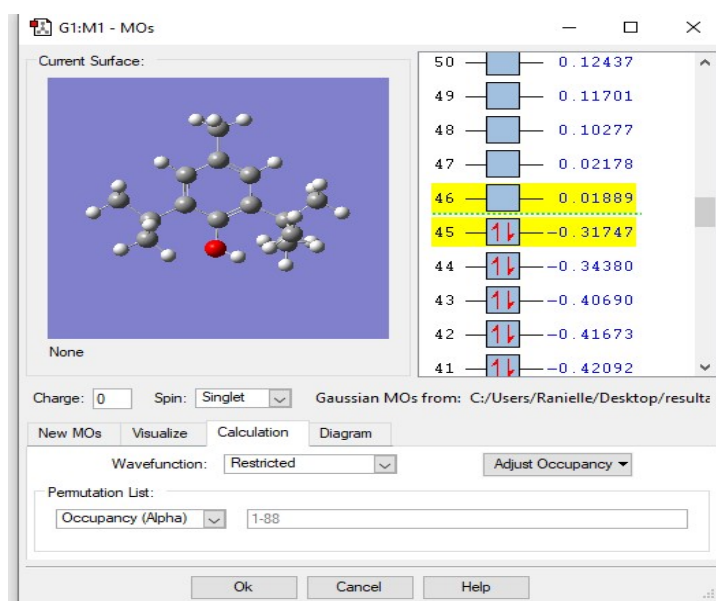 G1:M1 - MOs
Current Surface:
None
50 0.12437
49 0.11701
48 0.10277
47 0.02178
46 0.01889
45 -0.31747
44 -0.34380
43 -0.40690
42 -0.41673
41 -0.42092
Charge: 0 Spin: Singlet Gaussian MOs from: C:/Users/Ranielle/Desktop/resulta
New MOs Visualize Calculation Diagram
Wavefunction: Restricted Adjust Occupancy
Permutation List:
Occupancy (Alpha) 1-88
Ok Cancel Help